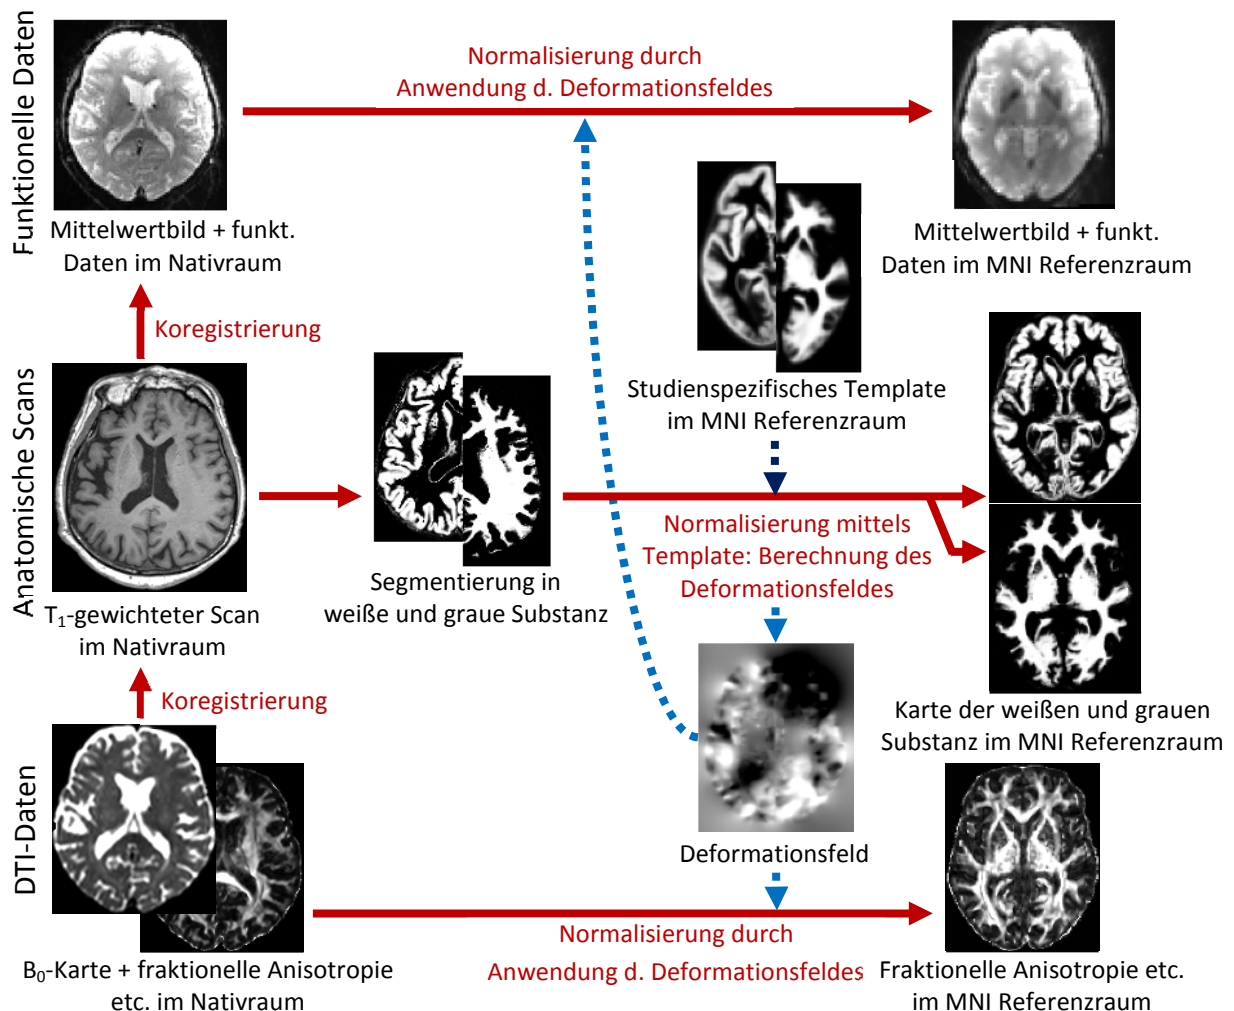 Funktionelle Daten
Normalisierung durch
Anwendung d. Deformationsfeldes
Mittelwertbild + funkt.
Daten im Nativraum
Mittelwertbild + funkt.
Daten im MNI Referenzraum
Koregistrierung
Studienspezifisches Template
im MNI Referenzraum
Anatomische Scans
Normalisierung mittels
Template: Berechnung des
Deformationsfeldes
Segmentierung in
weiße und graue Substanz
T₁-gewichteter Scan
im Nativraum
Koregistrierung
Karte der weißen und grauen
Substanz im MNI Referenzraum
DTI-Daten
Deformationsfeld
Normalisierung durch
Anwendung d. Deformationsfeldes
B₀-Karte + fraktionelle Anisotropie
etc. im Nativraum
Fraktionelle Anisotropie etc.
im MNI Referenzraum